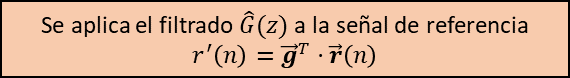 Se aplica el filtrado Ĝ(z) a la señal de referencia
r′(n) = g⃗ᵀ · r⃗(n)